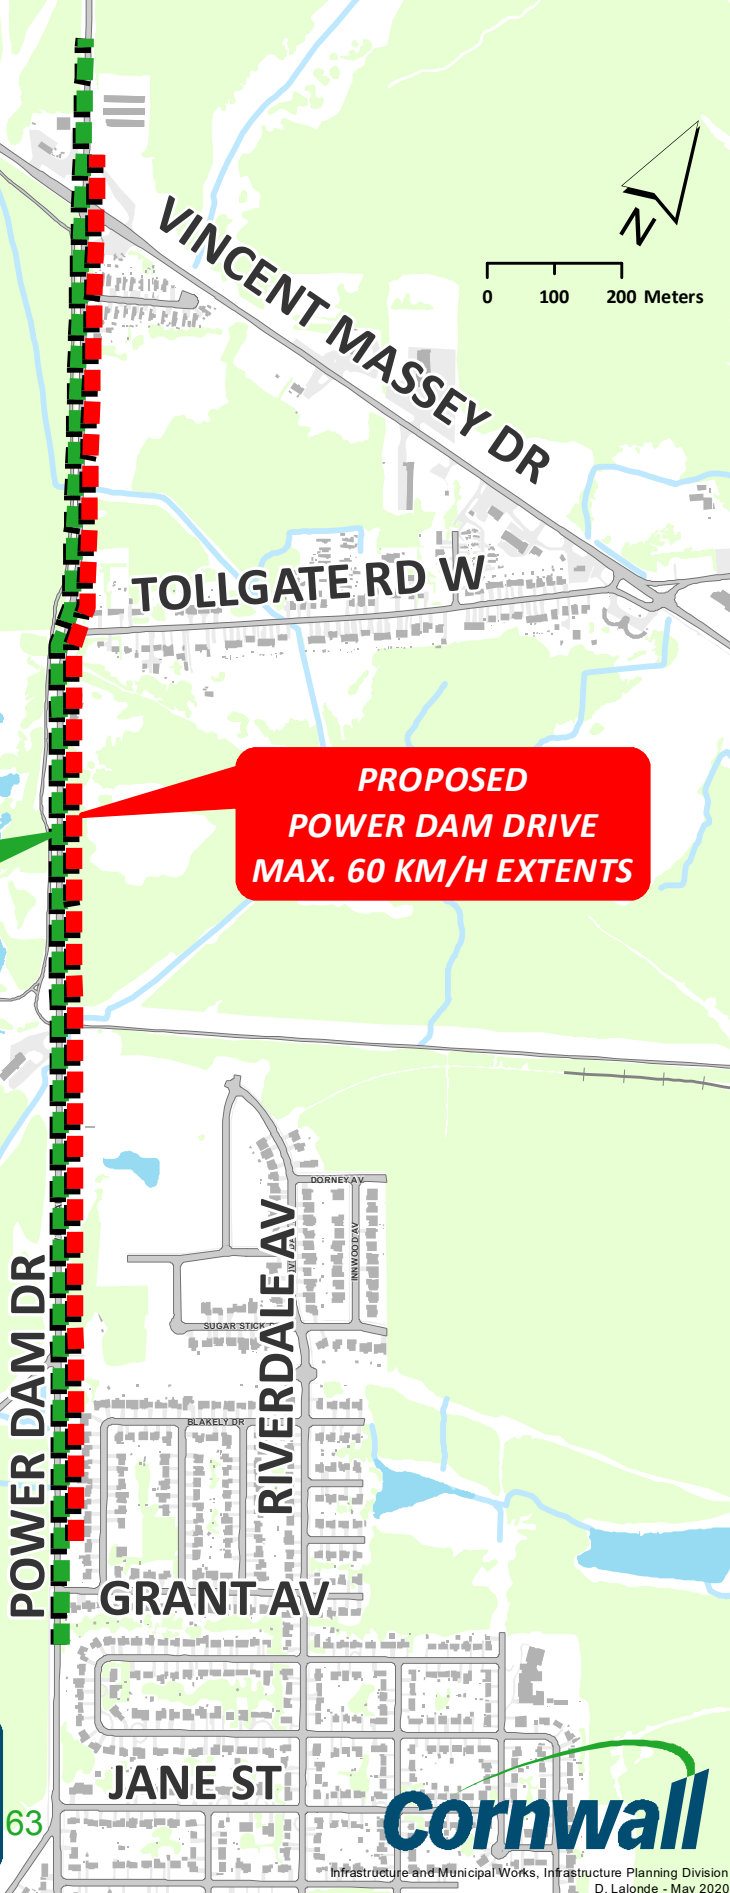 VINCENT MASSEY DR
N
0 100 200 Meters
TOLLGATE RD W
PROPOSED
POWER DAM DRIVE
MAX. 60 KM/H EXTENTS
DORNEY AV
INNWOOD AV
RIVERDALE AV
SUGAR STICK
POWER DAM DR
BLAKELY DR
GRANT AV
JANE ST
63
Cornwall
Infrastructure and Municipal Works, Infrastructure Planning Division
D. Lalonde - May 2020